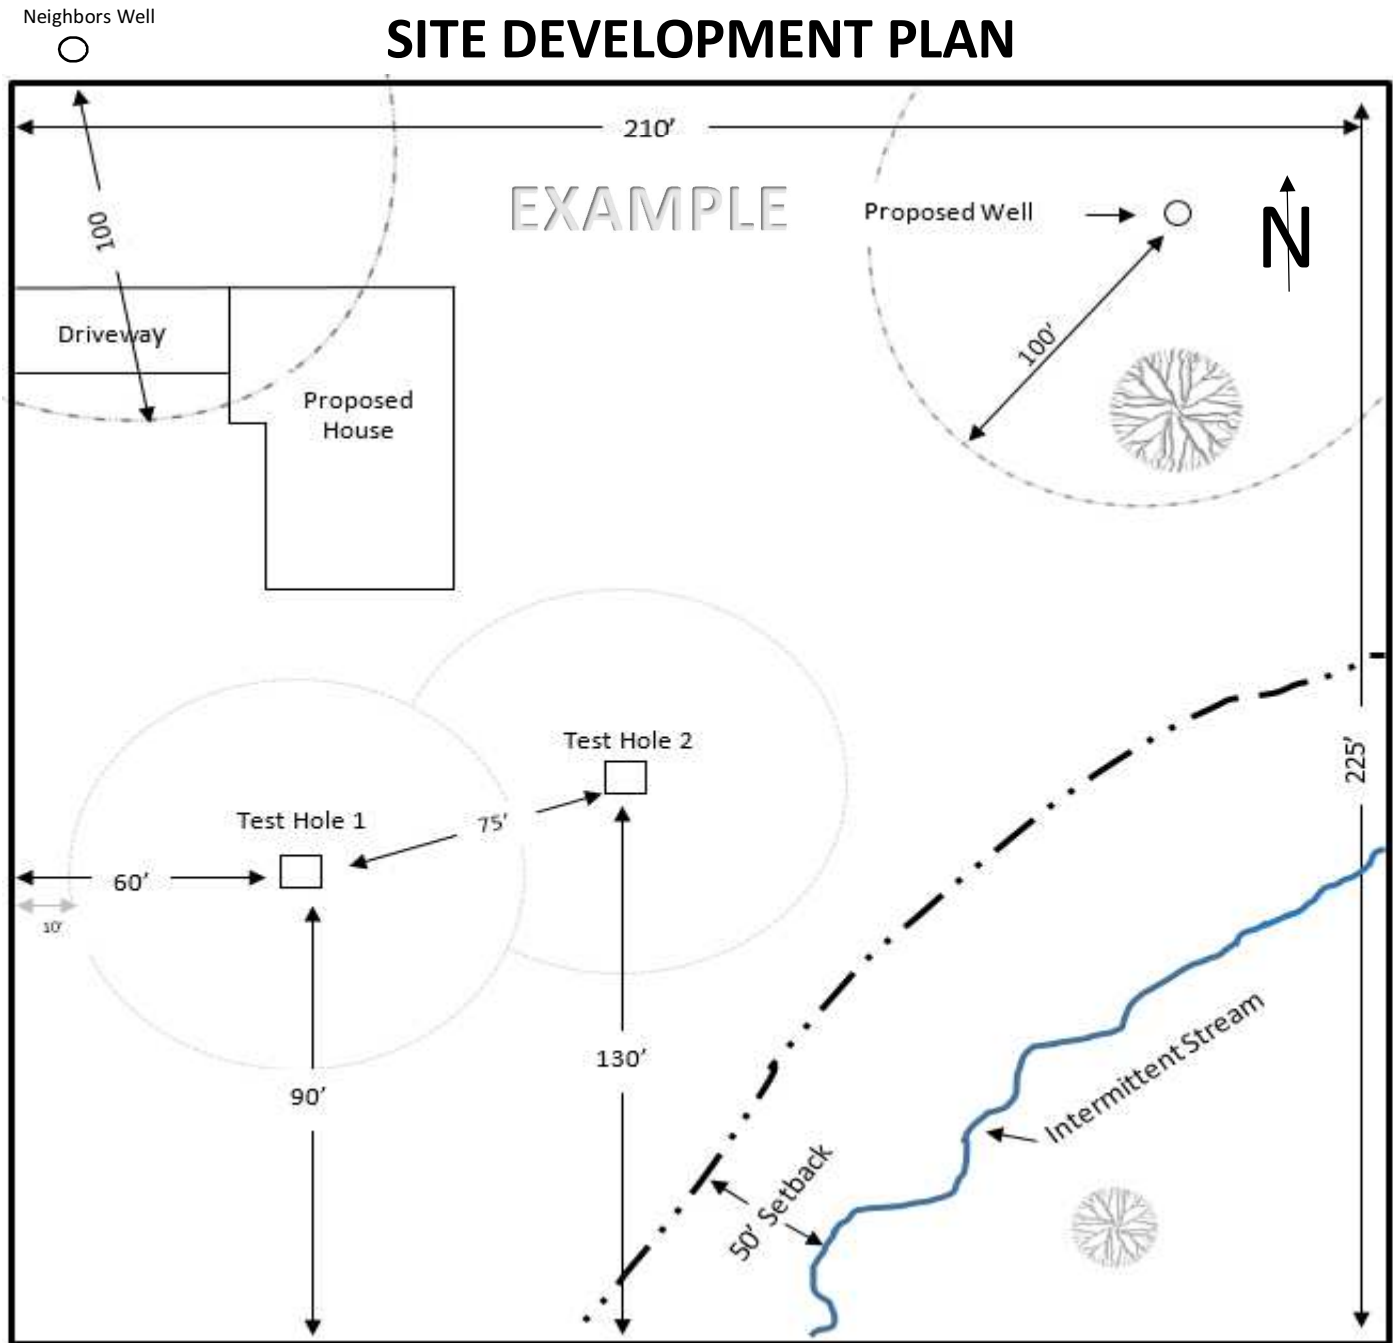 Neighbors Well
SITE DEVELOPMENT PLAN
210’
EXAMPLE
Proposed Well
N
100
100’
Driveway
Proposed
House
Test Hole 2
225’
Test Hole 1
75’
60’
10’
130’
90’
Intermittent Stream
50’ Setback